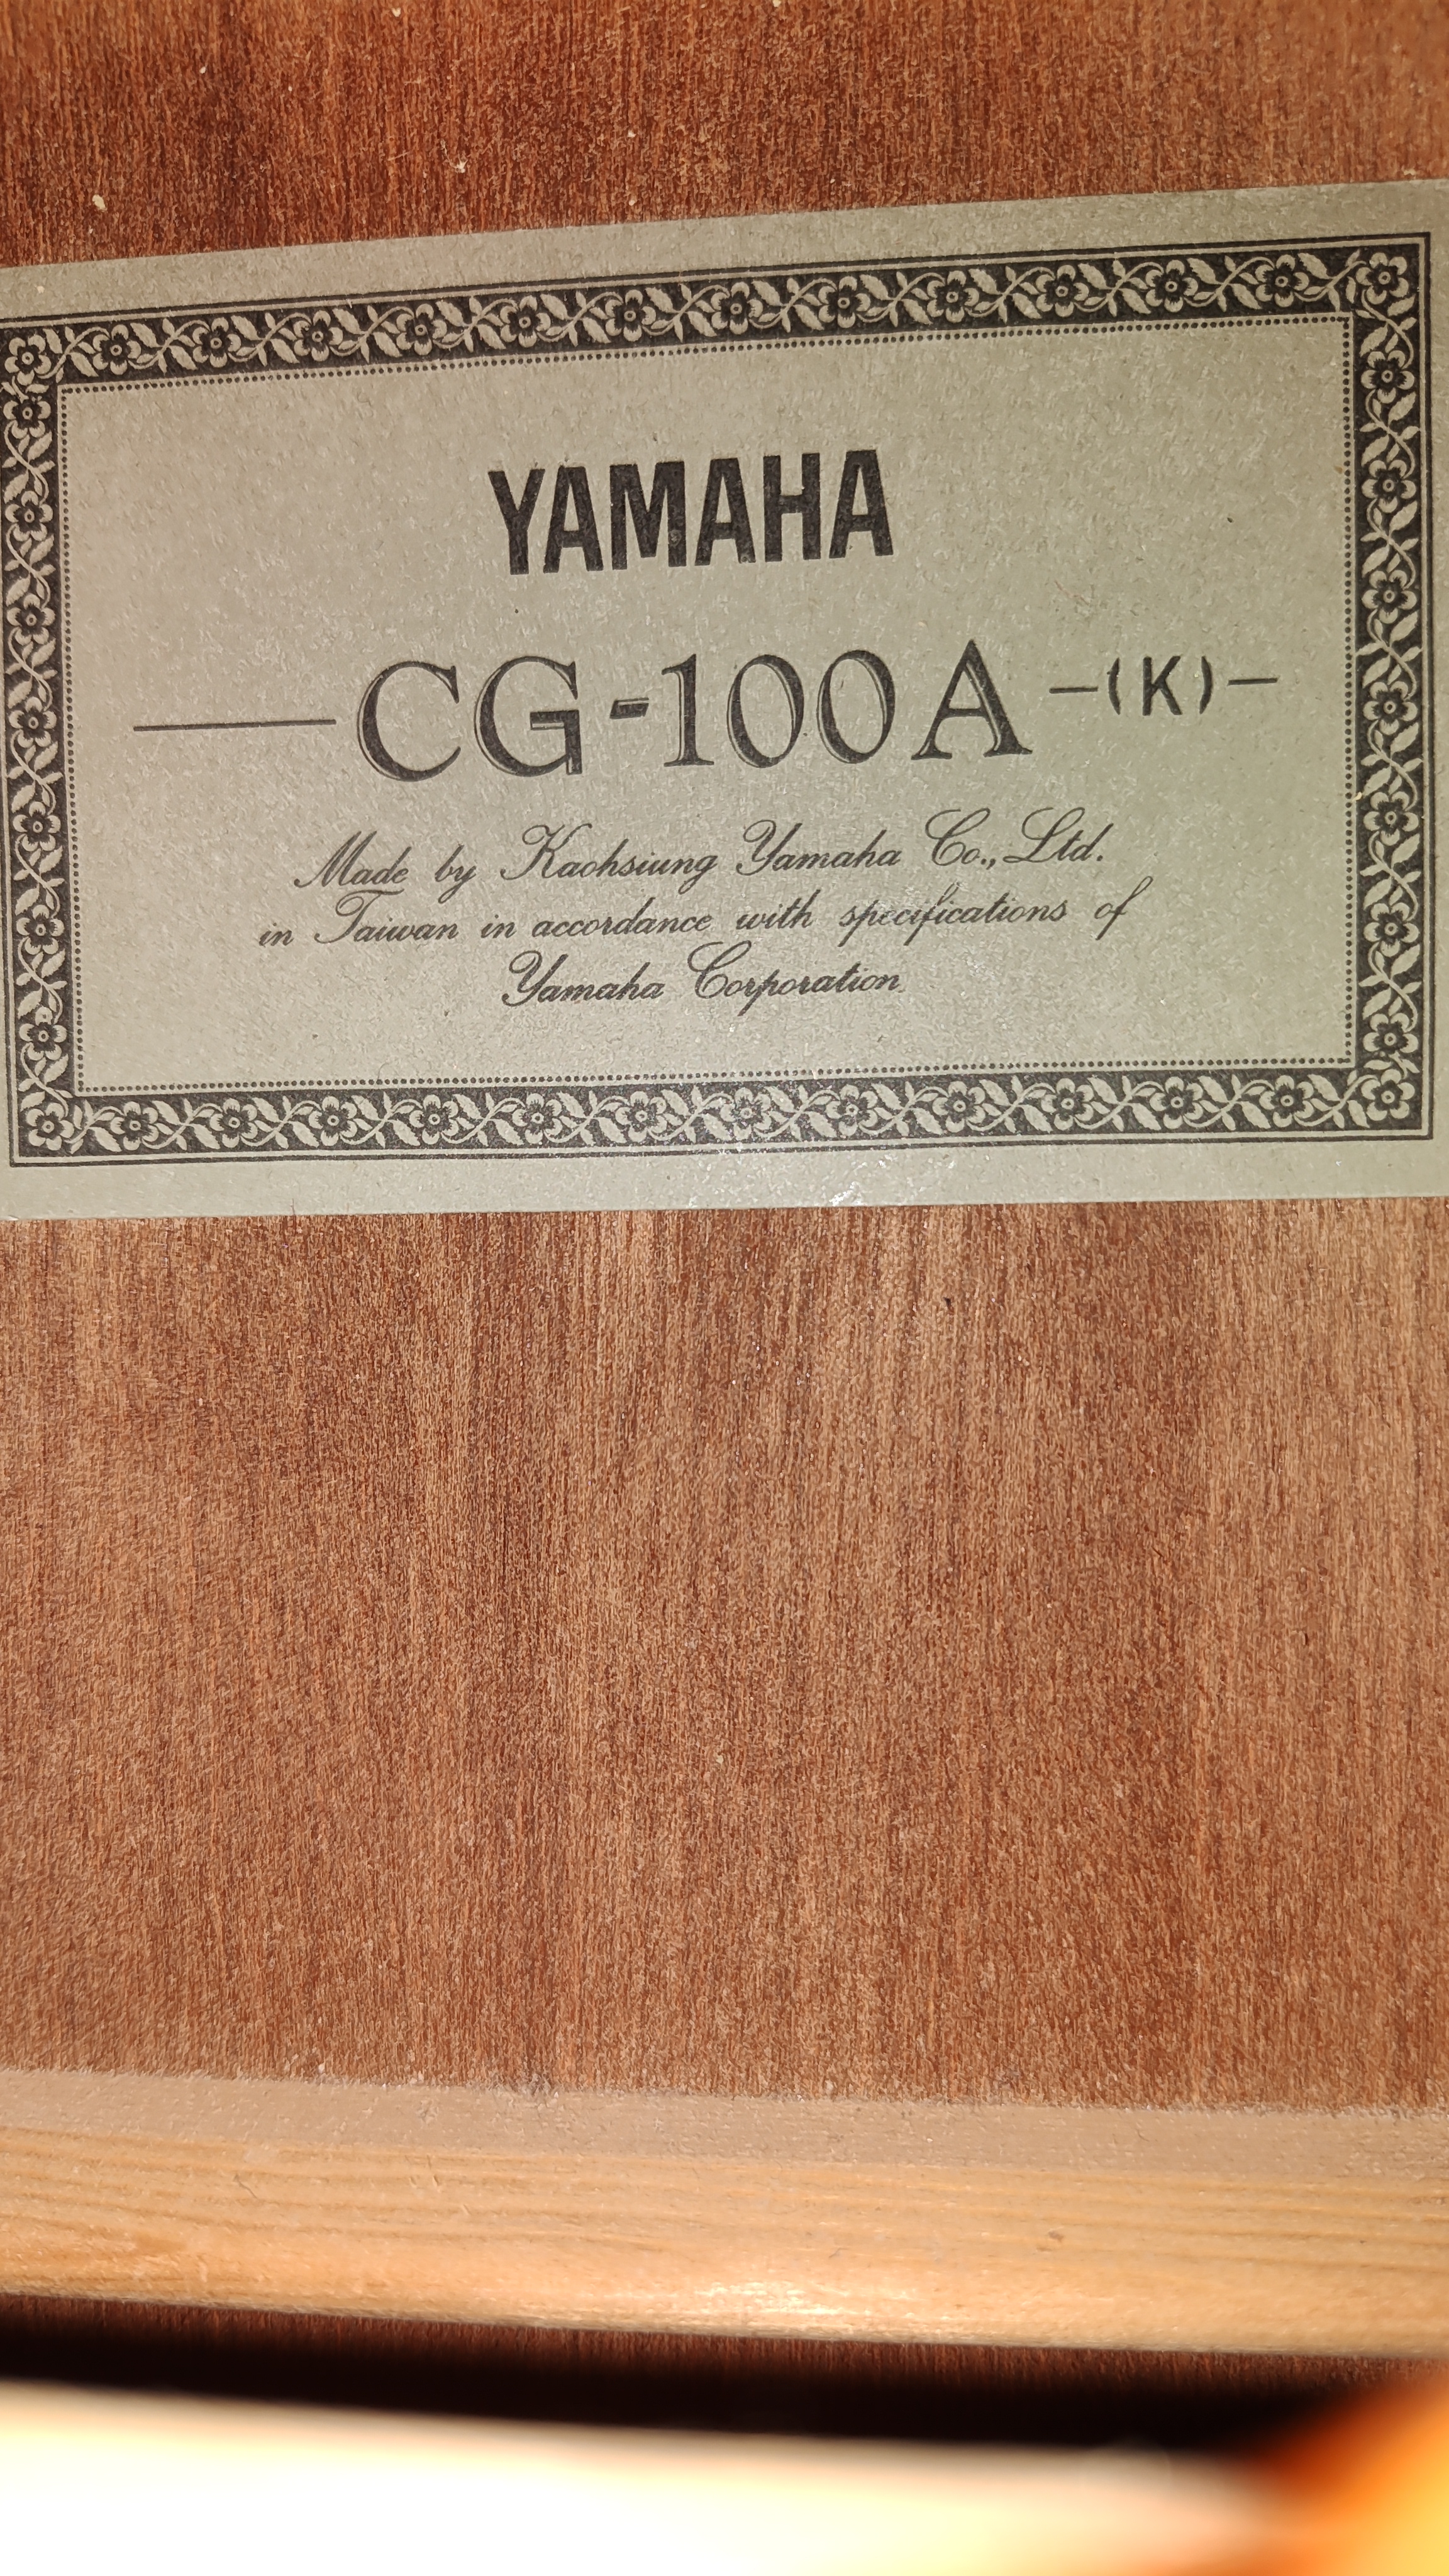 YAMAHA
CG-100A -(K)-
Made by Kaohsiung Yamaha Co., Ltd.
in Taiwan in accordance with specifications of
Yamaha Corporation.